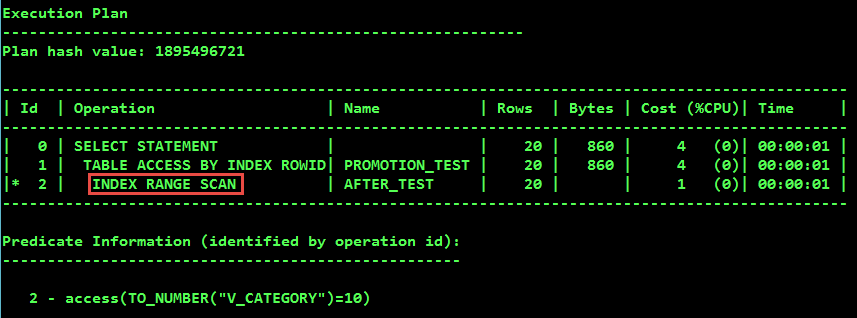 Execution Plan
----------------------------------------------------------
Plan hash value: 1895496721
---------------------------------------------------------------------------------------------
| Id  | Operation                   | Name           | Rows  | Bytes | Cost (%CPU)| Time     |
---------------------------------------------------------------------------------------------
|   0 | SELECT STATEMENT            |                |    20 |   860 |     4   (0)| 00:00:01 |
|   1 |  TABLE ACCESS BY INDEX ROWID| PROMOTION_TEST |    20 |   860 |     4   (0)| 00:00:01 |
|*  2 |   INDEX RANGE SCAN          | AFTER_TEST     |    20 |       |     1   (0)| 00:00:01 |
---------------------------------------------------------------------------------------------
Predicate Information (identified by operation id):
---------------------------------------------------
2 - access(TO_NUMBER("V_CATEGORY")=10)